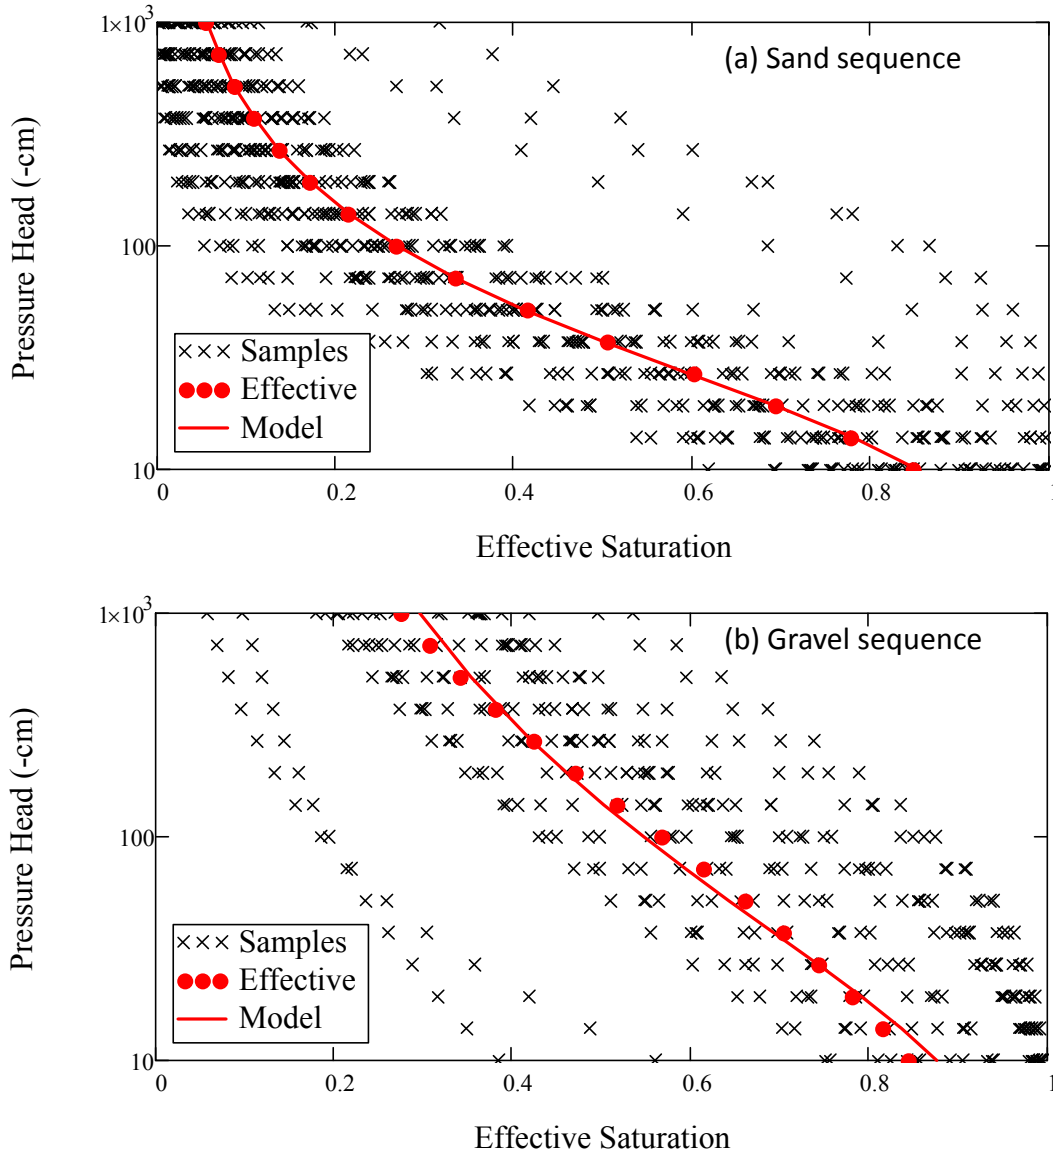 1×10³
(a) Sand sequence
Pressure Head (-cm)
100
Samples
Effective
Model
10
0 0.2 0.4 0.6 0.8 1
Effective Saturation
1×10³
(b) Gravel sequence
Pressure Head (-cm)
100
Samples
Effective
Model
10
0 0.2 0.4 0.6 0.8 1
Effective Saturation